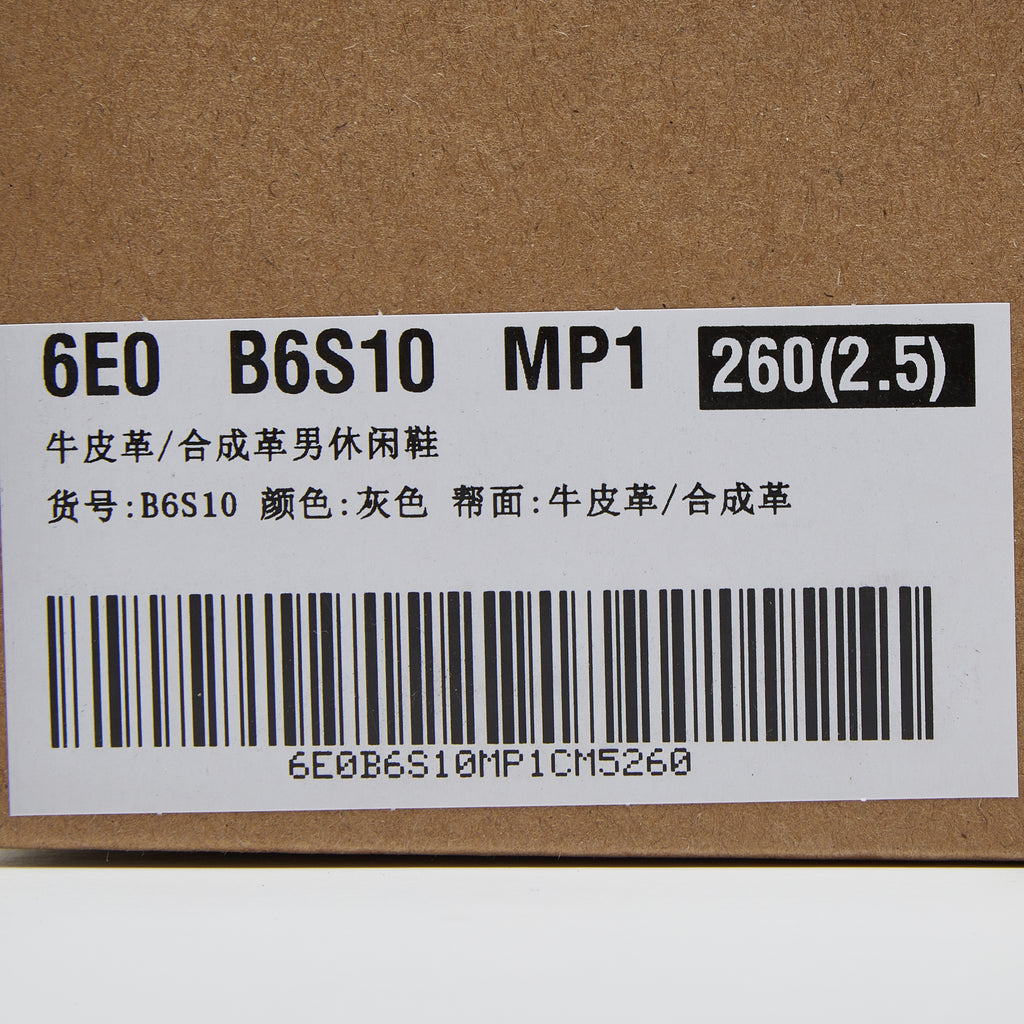 6E0 B6S10 MP1 260(2.5)
牛皮革/合成革男休闲鞋
货号:B6S10 颜色:灰色 帮面:牛皮革/合成革
6E0B6S10MP1CM5260